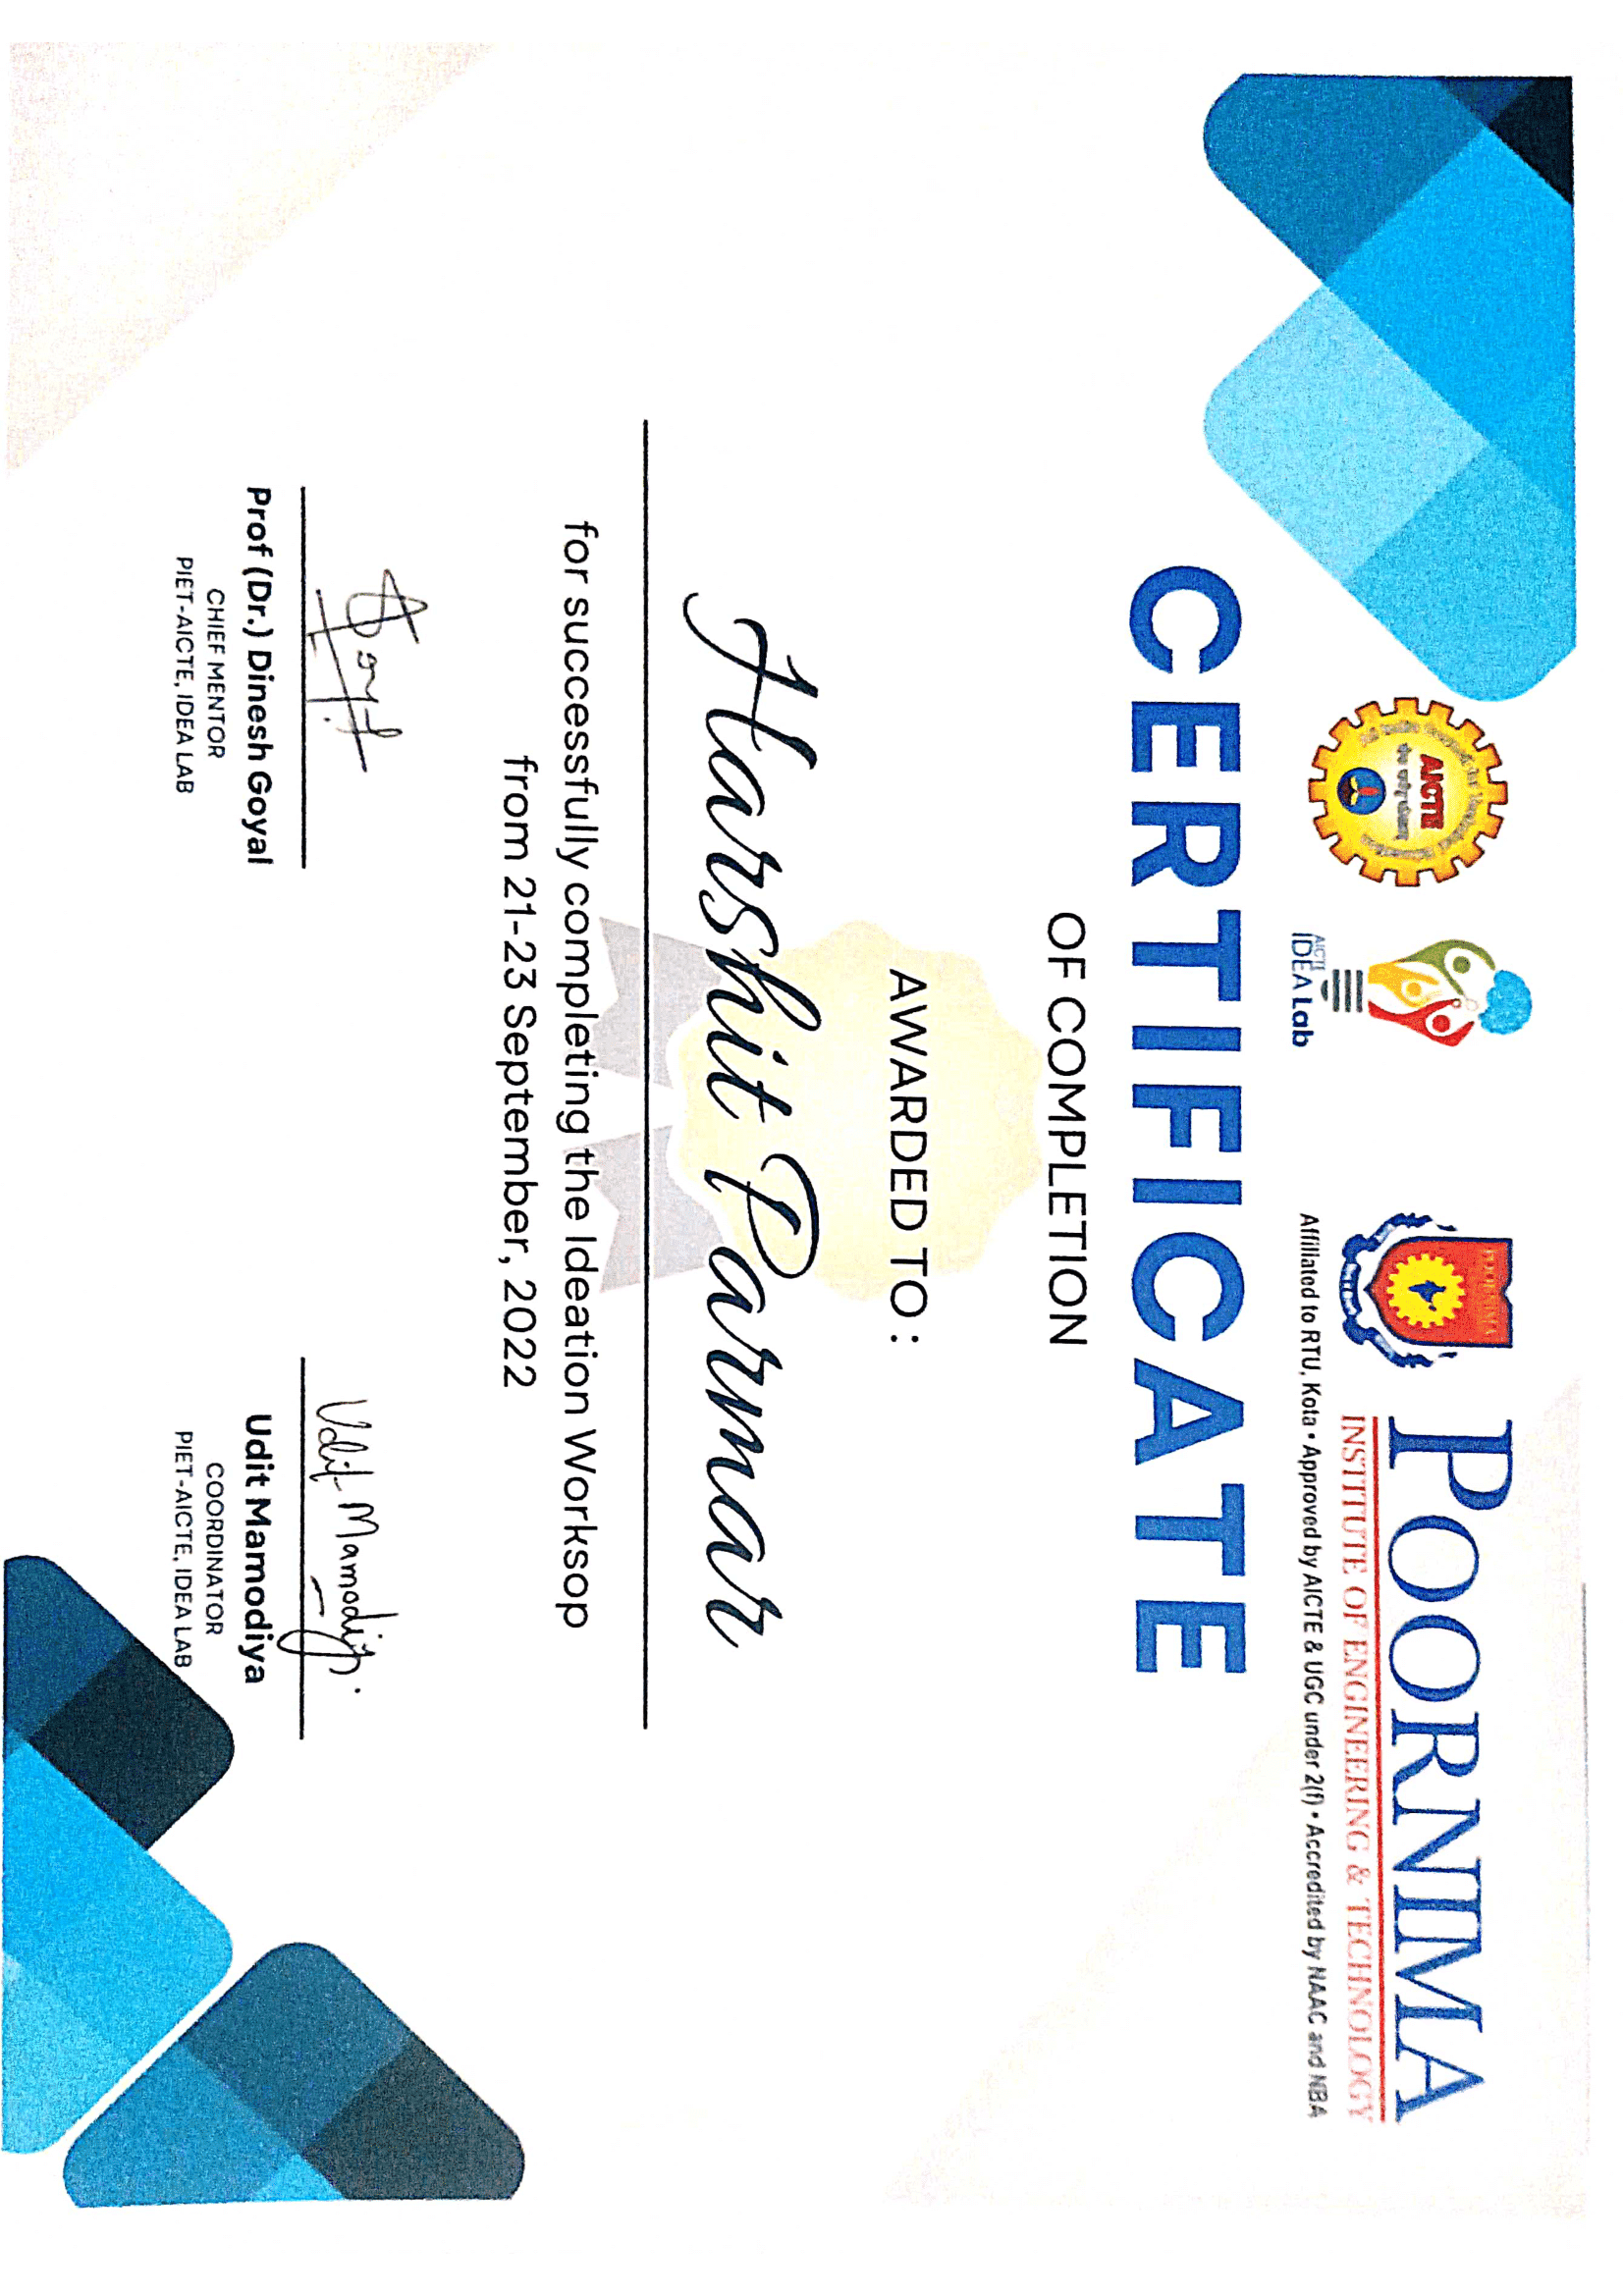 AICTE
AICTE
IDEA Lab
POORNIMA
POORNIMA
INSTITUTE OF ENGINEERING & TECHNOLOGY
Affiliated to RTU, Kota • Approved by AICTE & UGC under 2(f) • Accredited by NAAC and NBA
CERTIFICATE
OF COMPLETION
AWARDED TO :
Harshit Parmar
for successfully completing the Ideation Worksop
from 21-23 September, 2022
Udit Mamodiya
Prof (Dr.) Dinesh Goyal
CHIEF MENTOR
PIET-AICTE, IDEA LAB
Udit Mamodiya
COORDINATOR
PIET-AICTE, IDEA LAB